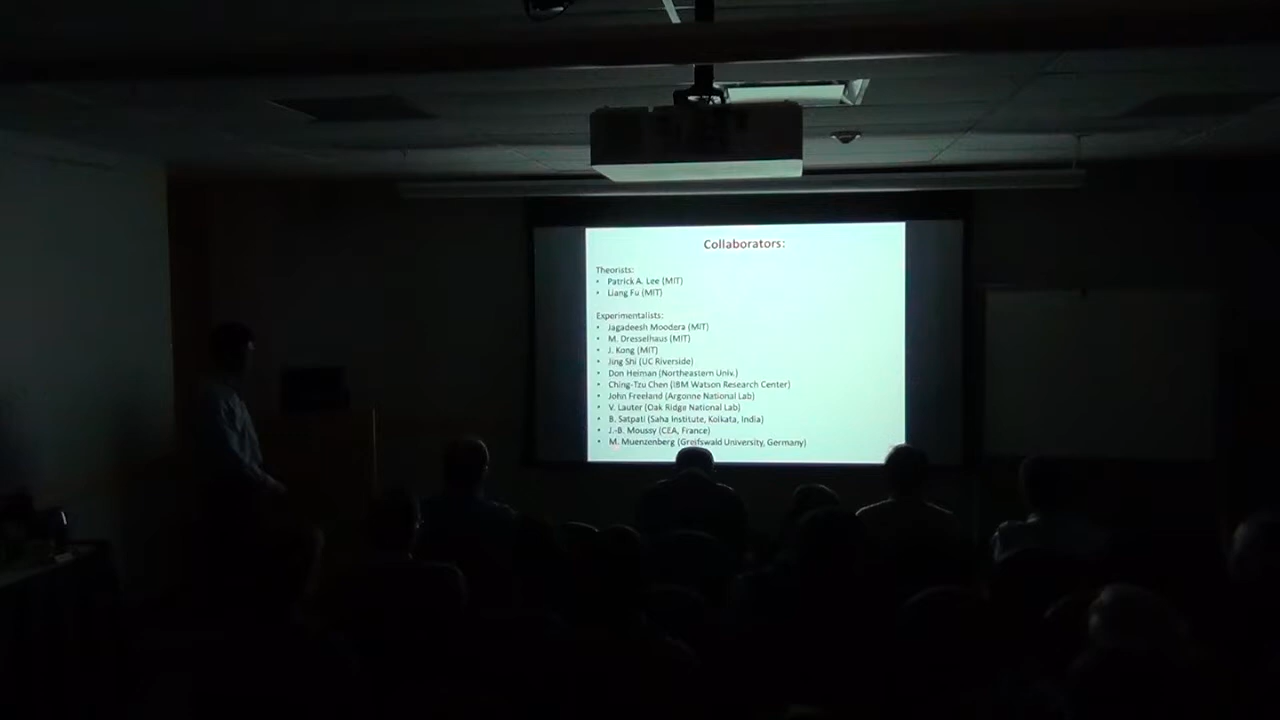 Collaborators:
Theorists:
• Patrick A. Lee (MIT)
• Liang Fu (MIT)
Experimentalists:
• Jagadeesh Moodera (MIT)
• M. Dresselhaus (MIT)
• J. Kong (MIT)
• Jing Shi (UC Riverside)
• Don Heiman (Northeastern Univ.)
• Ching-Tzu Chen (IBM Watson Research Center)
• John Freeland (Argonne National Lab)
• V. Lauter (Oak Ridge National Lab)
• B. Satpati (Saha Institute, Kolkata, India)
• J.-B. Moussy (CEA, France)
• M. Muenzenberg (Greifswald University, Germany)